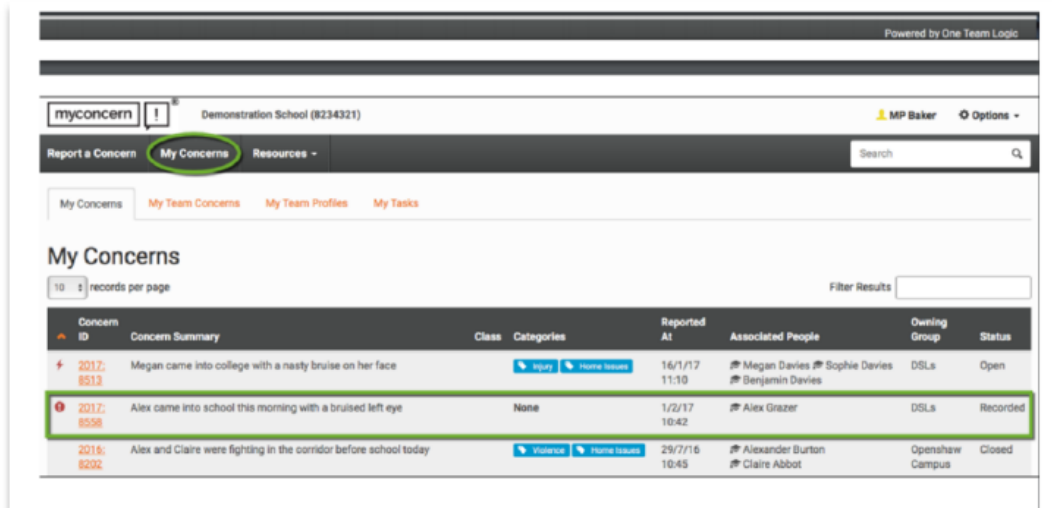 Powered by One Team Logic
myconcern ! ® Demonstration School (8234321) MP Baker Options
Report a Concern My Concerns Resources Search
My Concerns My Team Concerns My Team Profiles My Tasks
My Concerns
10 records per page Filter Results
Concern ID Concern Summary Class Categories Reported At Associated People Owning Group Status
2017: 8513 Megan came into college with a nasty bruise on her face Injury Home Issues 16/1/17 11:10 Megan Davies Sophie Davies Benjamin Davies DSLs Open
2017: 8558 Alex came into school this morning with a bruised left eye None 1/2/17 10:42 Alex Grazer DSLs Recorded
2016: 8202 Alex and Claire were fighting in the corridor before school today Violence Home Issues 29/7/16 10:45 Alexander Burton Claire Abbot Openshaw Campus Closed